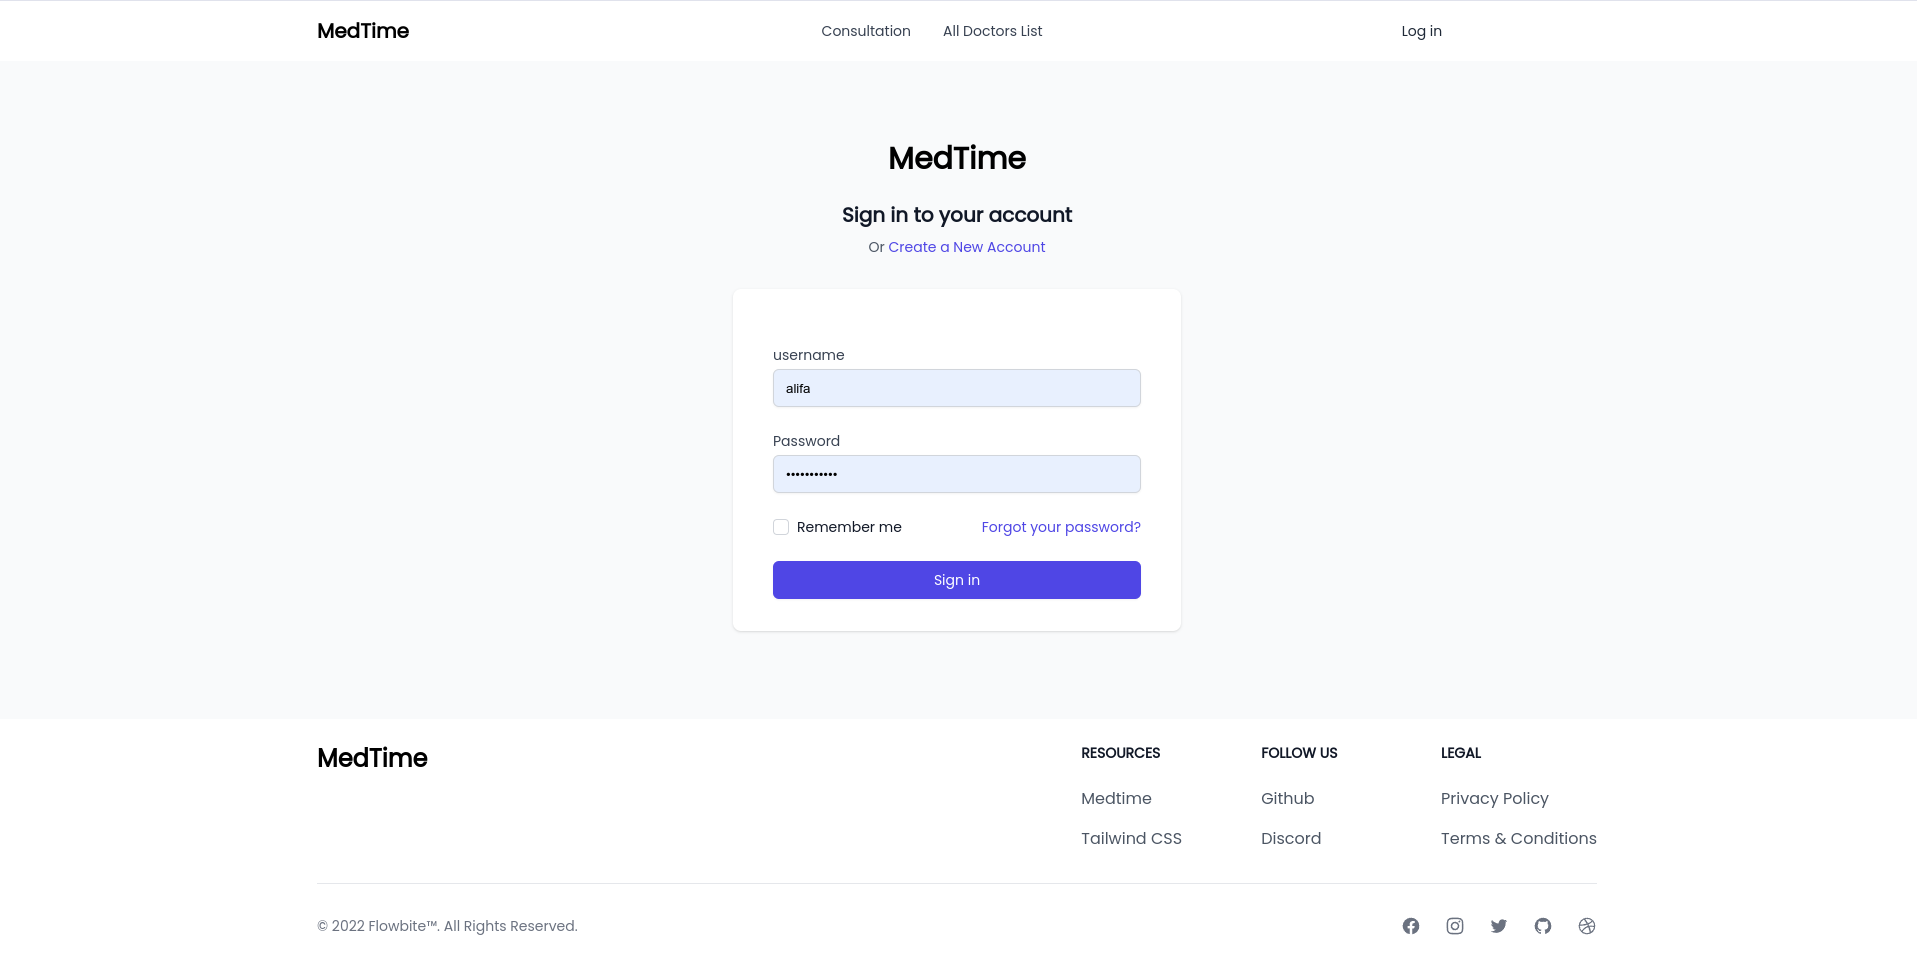 MedTime Consultation All Doctors List Log in
MedTime
Sign in to your account
Or Create a New Account
username
alifa
Password
•••••••••••
Remember me Forgot your password?
Sign in
MedTime
RESOURCES FOLLOW US LEGAL
Medtime Github Privacy Policy
Tailwind CSS Discord Terms & Conditions
© 2022 Flowbite™. All Rights Reserved.